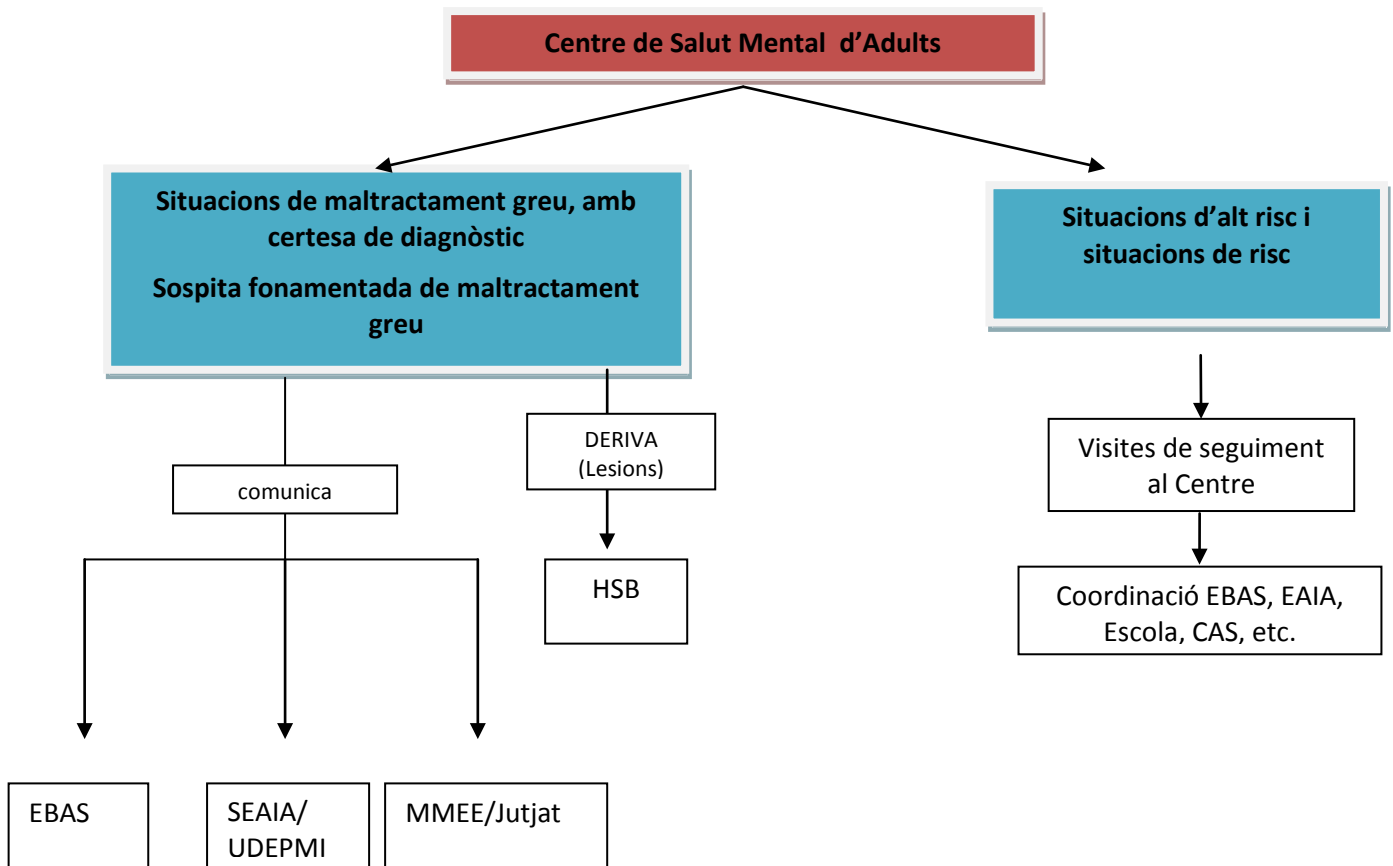 Centre de Salut Mental d’Adults
Situacions de maltractament greu, amb
certesa de diagnòstic
Sospita fonamentada de maltractament
greu
Situacions d’alt risc i
situacions de risc
DERIVA
(Lesions)
comunica
Visites de seguiment
al Centre
HSB
Coordinació EBAS, EAIA,
Escola, CAS, etc.
EBAS
SEAIA/
UDEPMI
MMEE/Jutjat